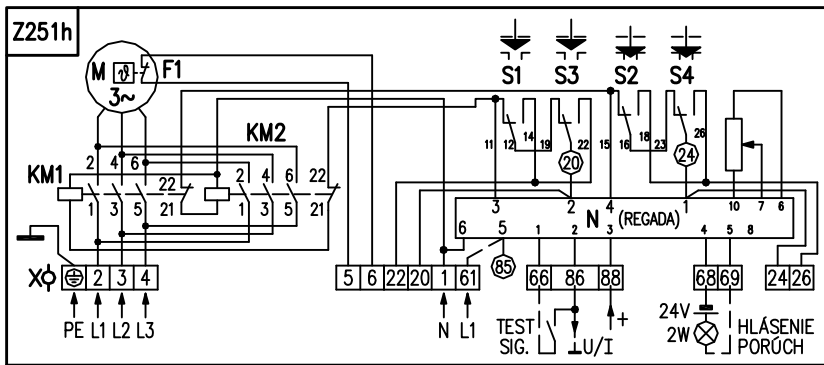 Z251h
M ϑ F1
3~
S1 S3 S2 S4
KM2
KM1
2 4 6 22
1 3 5 21
2 4 6 22
1 3 5 21
11 12 14 19 22 15 16 18 23 26
20 24
3 2 4 1 10 7 6
N (REGADA)
6 5 1 2 3 4 5 8
85
X
2 3 4
5 6 22 20 1 61
66 86 88
68 69
24 26
PE L1 L2 L3
N L1
TEST
SIG.
U/I
+
24V
2W
HLÁSENIE
PORÚCH